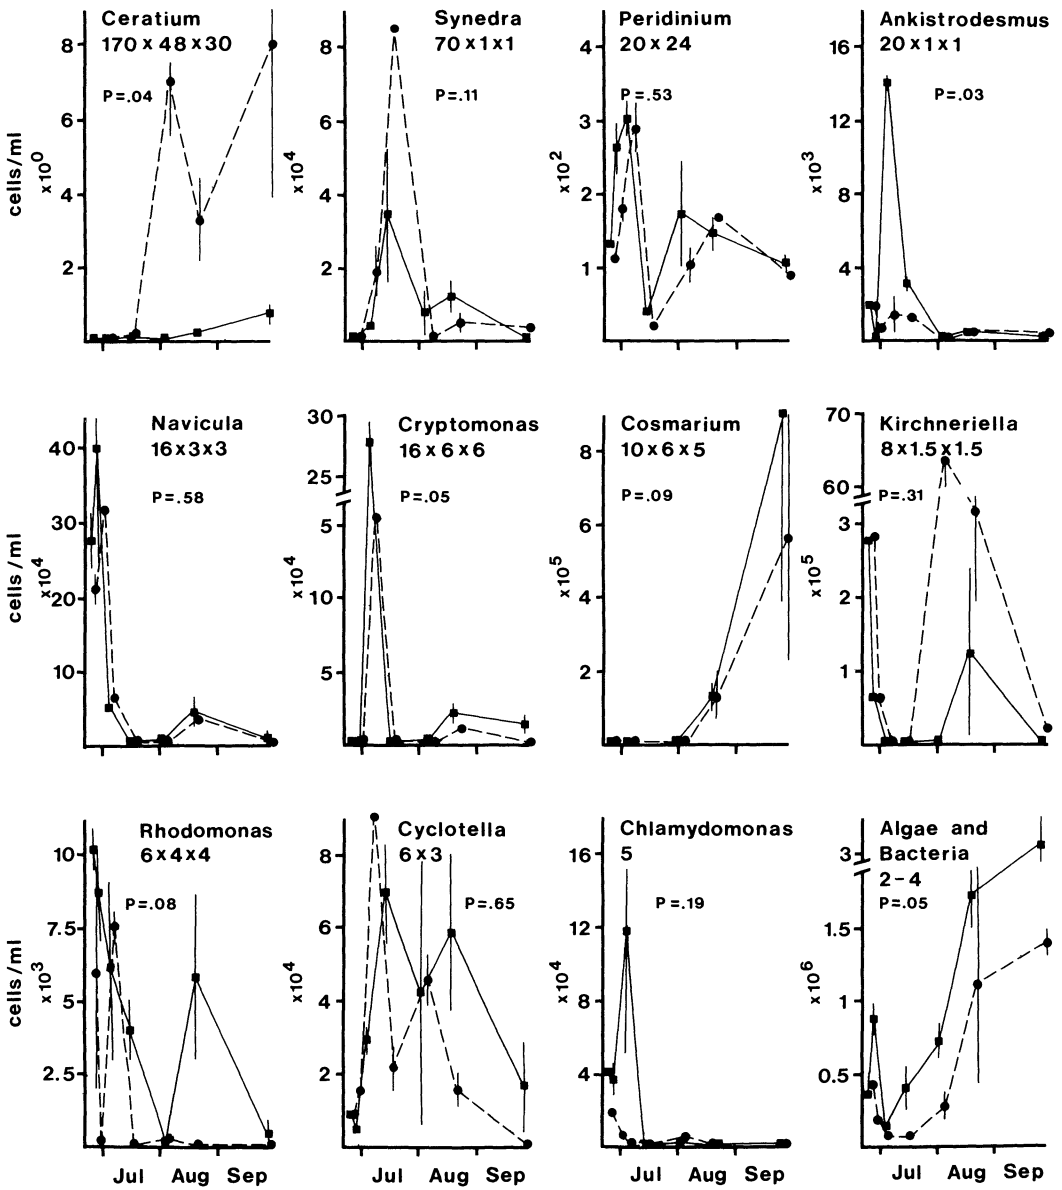 Ceratium
170 x 48 x 30
P=.04
8
6
4
2
cells/ml
x10^0
Synedra
70 x 1 x 1
P=.11
8
6
4
2
x10^4
Peridinium
20 x 24
P=.53
4
3
2
1
x10^2
Ankistrodesmus
20 x 1 x 1
P=.03
16
12
8
4
x10^3
Navicula
16 x 3 x 3
P=.58
40
30
20
10
cells/ml
x10^4
Cryptomonas
16 x 6 x 6
P=.05
30
25
5
10
5
x10^4
Cosmarium
10 x 6 x 5
P=.09
8
6
4
2
x10^5
Kirchneriella
8 x 1.5 x 1.5
P=.31
70
60
3
2
1
x10^5
Rhodomonas
6 x 4 x 4
P=.08
10
7.5
5
2.5
cells/ml
x10^3
Jul Aug Sep
Cyclotella
6 x 3
P=.65
8
6
4
2
x10^4
Jul Aug Sep
Chlamydomonas
5
P=.19
16
12
8
4
x10^4
Jul Aug Sep
Algae and
Bacteria
2-4
P=.05
3
1.5
1
0.5
x10^6
Jul Aug Sep